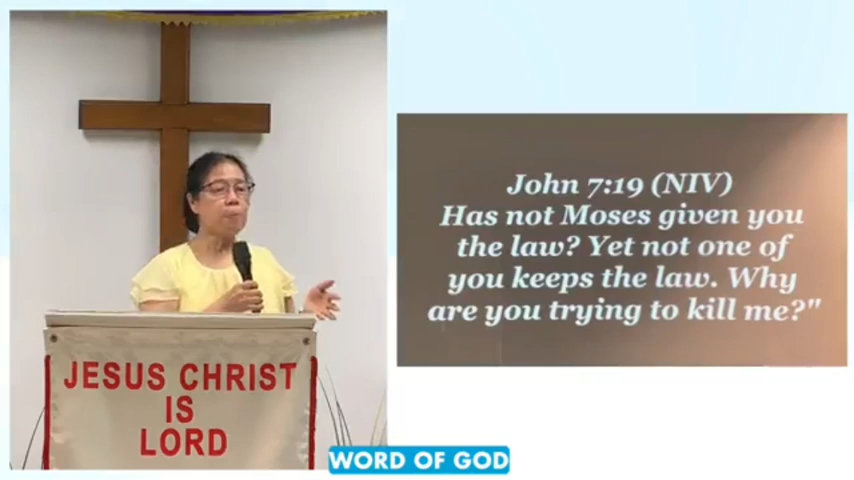 JESUS CHRIST
IS
LORD
John 7:19 (NIV)
Has not Moses given you
the law? Yet not one of
you keeps the law. Why
are you trying to kill me?"
WORD OF GOD